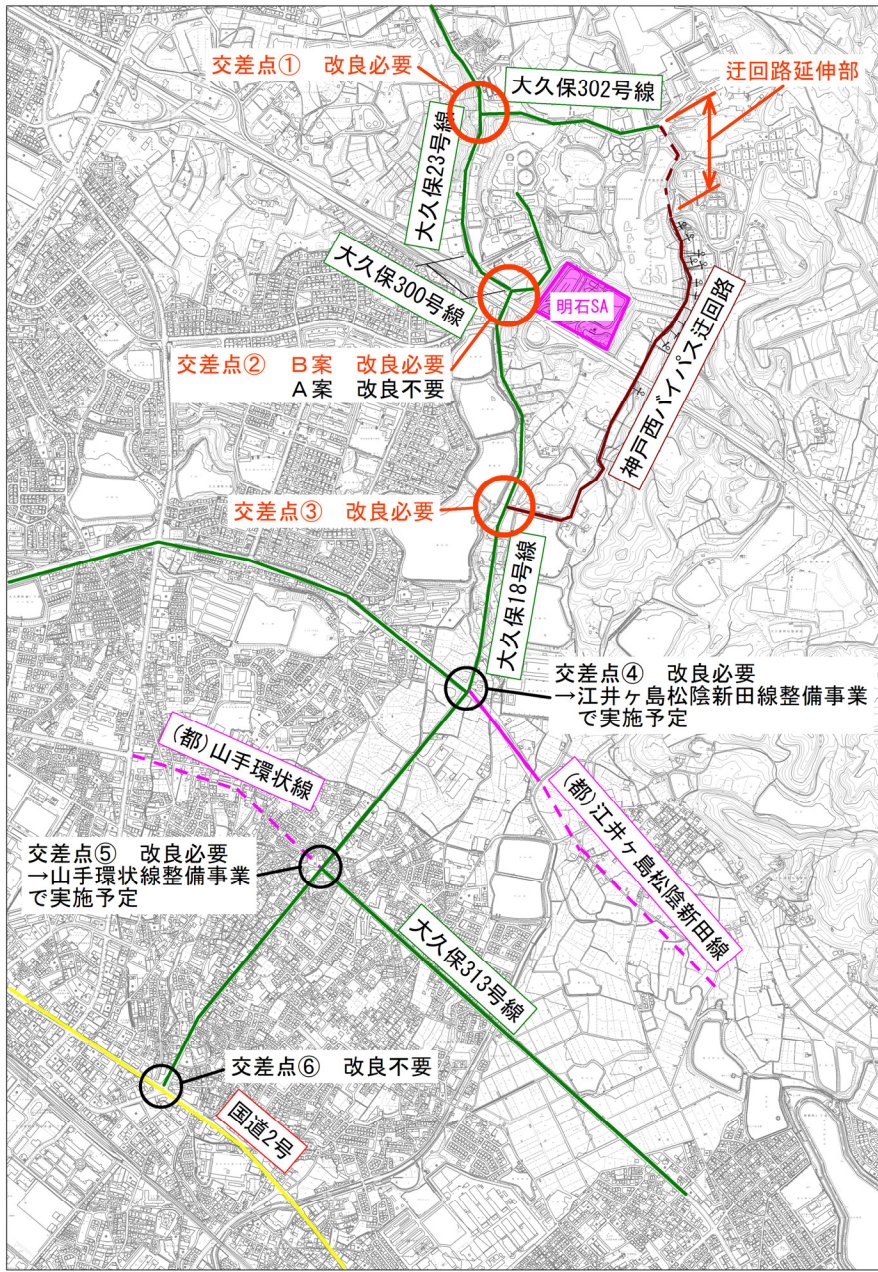 交差点① 改良必要
大久保302号線
迂回路延伸部
大久保23号線
大久保300号線
明石SA
交差点② B案 改良必要
A案 改良不要
神戸西バイパス迂回路
交差点③ 改良必要
大久保18号線
交差点④ 改良必要
→江井ヶ島松陰新田線整備事業
で実施予定
(都)山手環状線
(都)江井ヶ島松陰新田線
交差点⑤ 改良必要
→山手環状線整備事業
で実施予定
大久保313号線
交差点⑥ 改良不要
国道2号